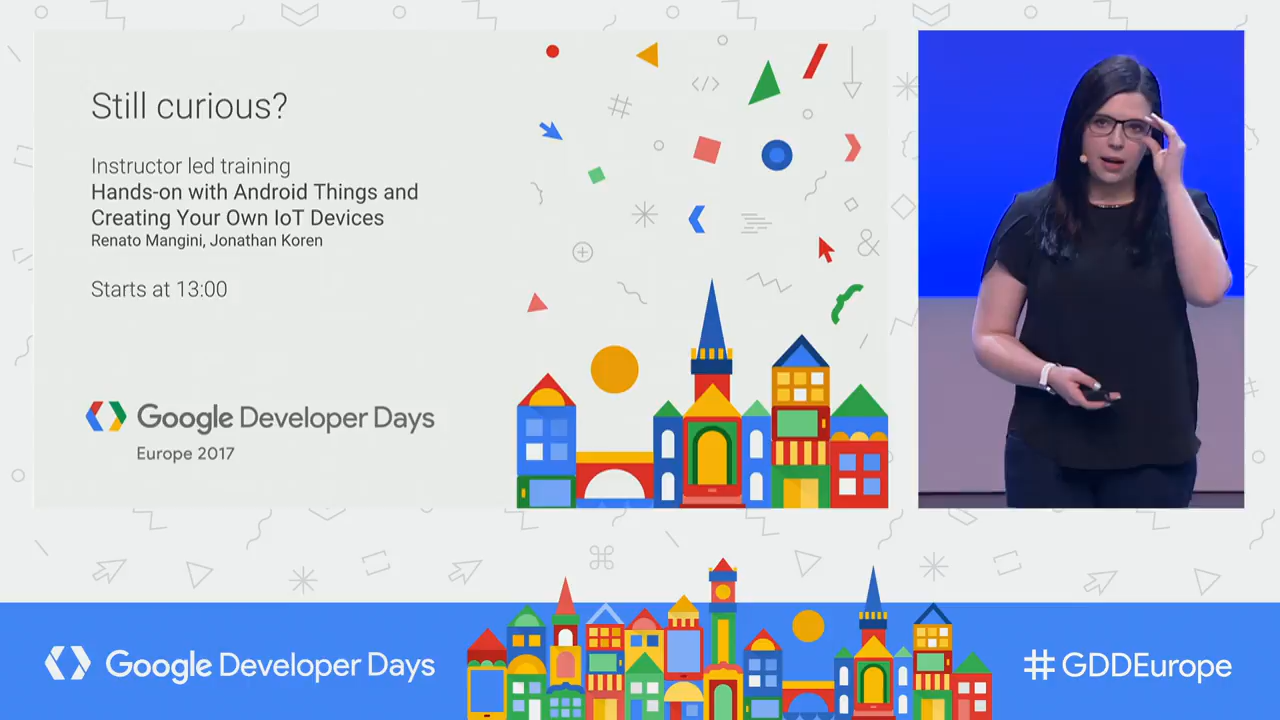 Still curious?
Instructor led training
Hands-on with Android Things and
Creating Your Own IoT Devices
Renato Mangini, Jonathan Koren
Starts at 13:00
Google Developer Days
Europe 2017
Google Developer Days
#GDDEurope